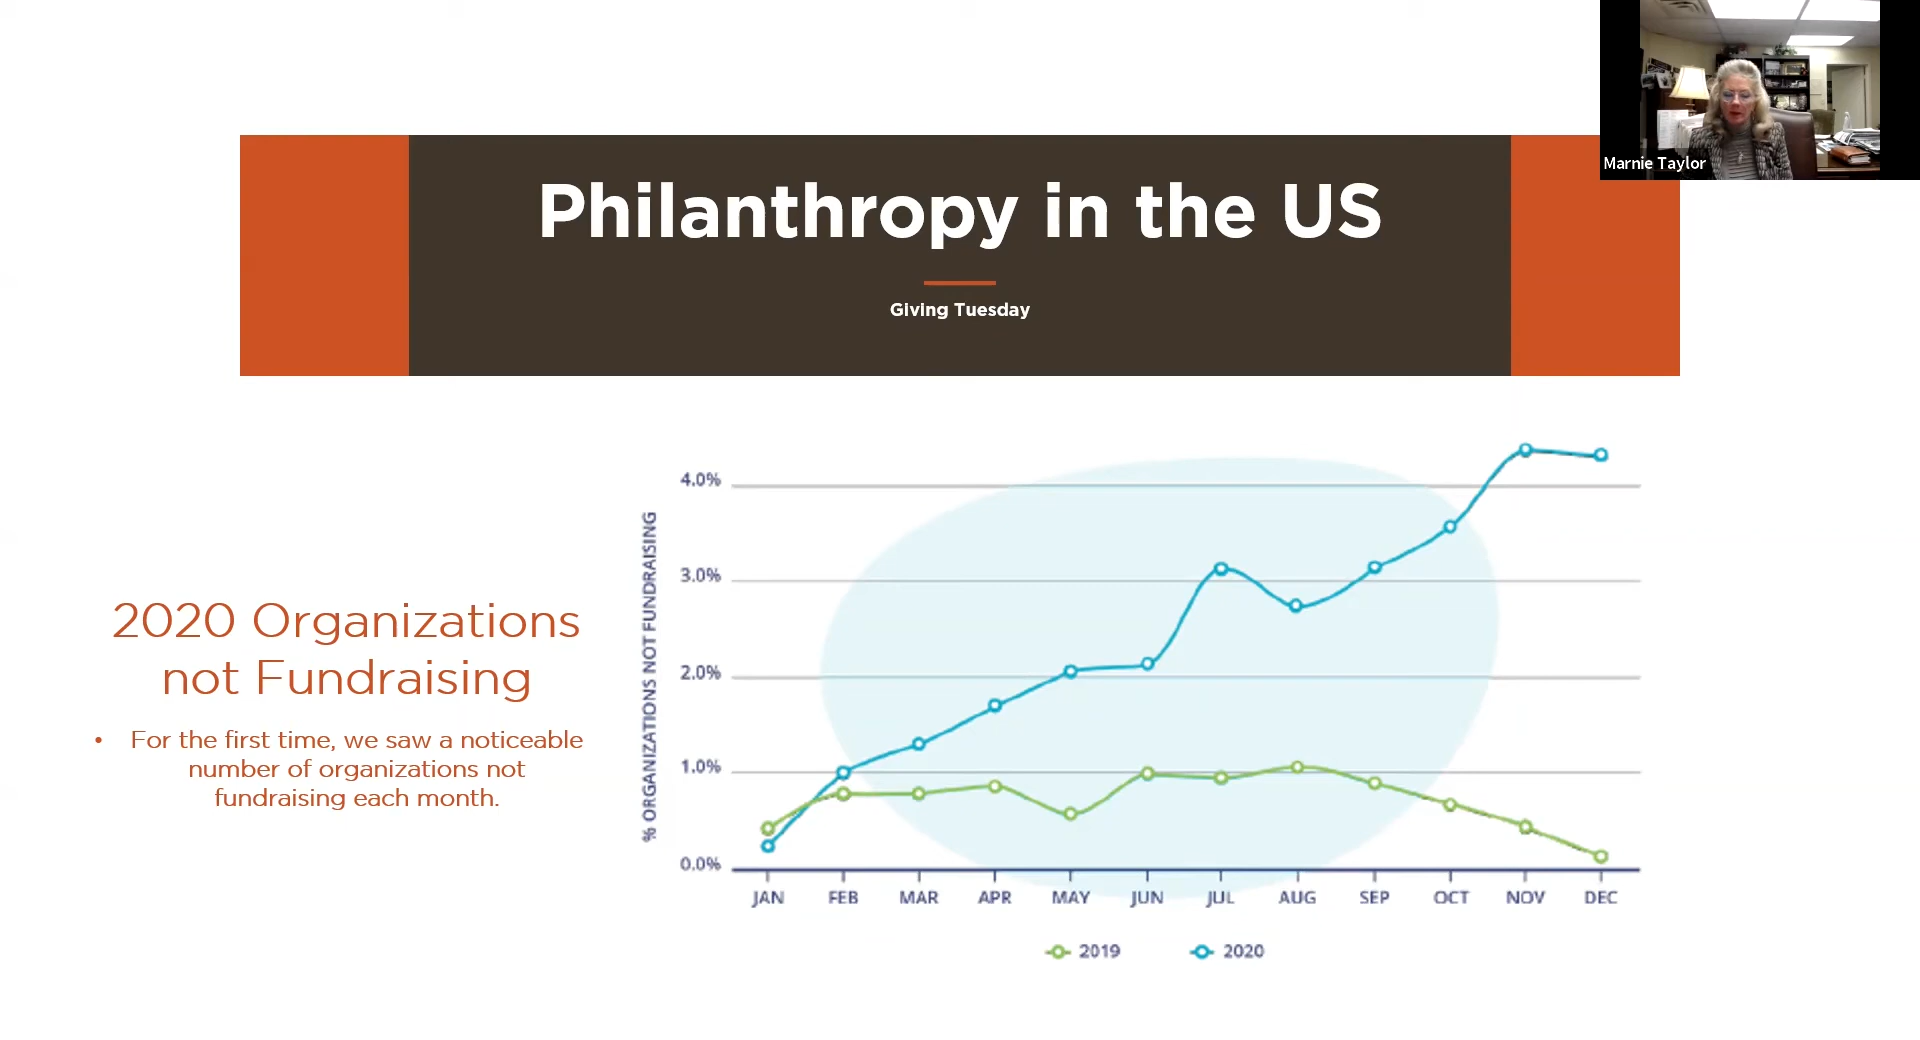 Marnie Taylor
Philanthropy in the US
Giving Tuesday
2020 Organizations
not Fundraising
• For the first time, we saw a noticeable
number of organizations not
fundraising each month.
% ORGANIZATIONS NOT FUNDRAISING
4.0%
3.0%
2.0%
1.0%
0.0%
JAN FEB MAR APR MAY JUN JUL AUG SEP OCT NOV DEC
2019 2020